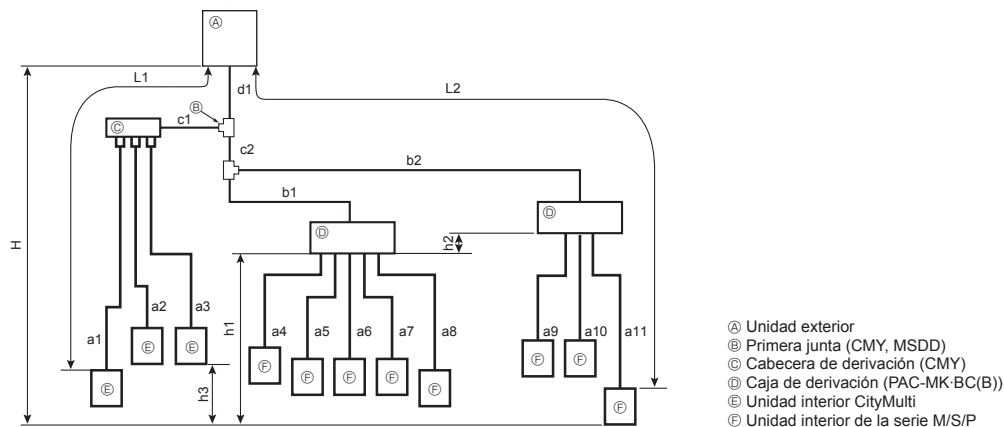 Ⓐ
L1
d1
L2
Ⓑ
Ⓒ
c1
c2
b2
b1
Ⓓ
Ⓓ
h2
H
h1
a1
a2
a3
a4
a5
a6
a7
a8
a9
a10
a11
h3
Ⓔ
Ⓔ
Ⓔ
Ⓕ
Ⓕ
Ⓕ
Ⓕ
Ⓕ
Ⓕ
Ⓕ
Ⓕ
Ⓐ Unidad exterior
Ⓑ Primera junta (CMY, MSDD)
Ⓒ Cabecera de derivación (CMY)
Ⓓ Caja de derivación (PAC-MK·BC(B))
Ⓔ Unidad interior CityMulti
Ⓕ Unidad interior de la serie M/S/P